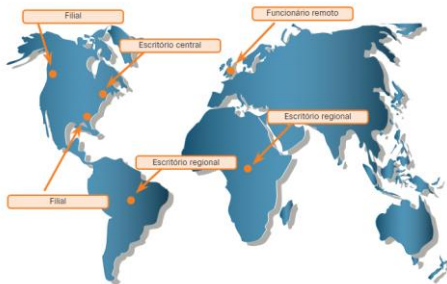 Filial
Funcionário remoto
Escritório central
Escritório regional
Escritório regional
Filial